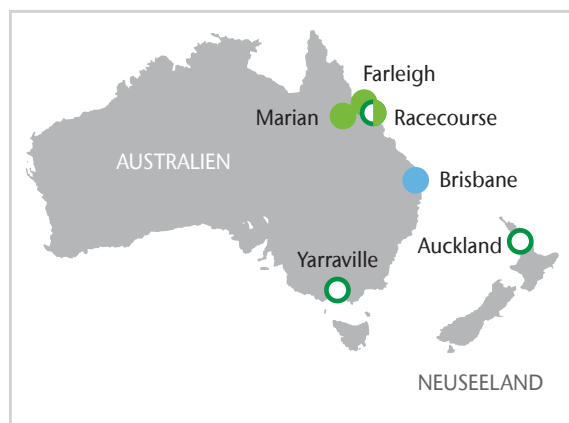 Farleigh
Marian
Racecourse
AUSTRALIEN
Brisbane
Auckland
Yarraville
NEUSEELAND